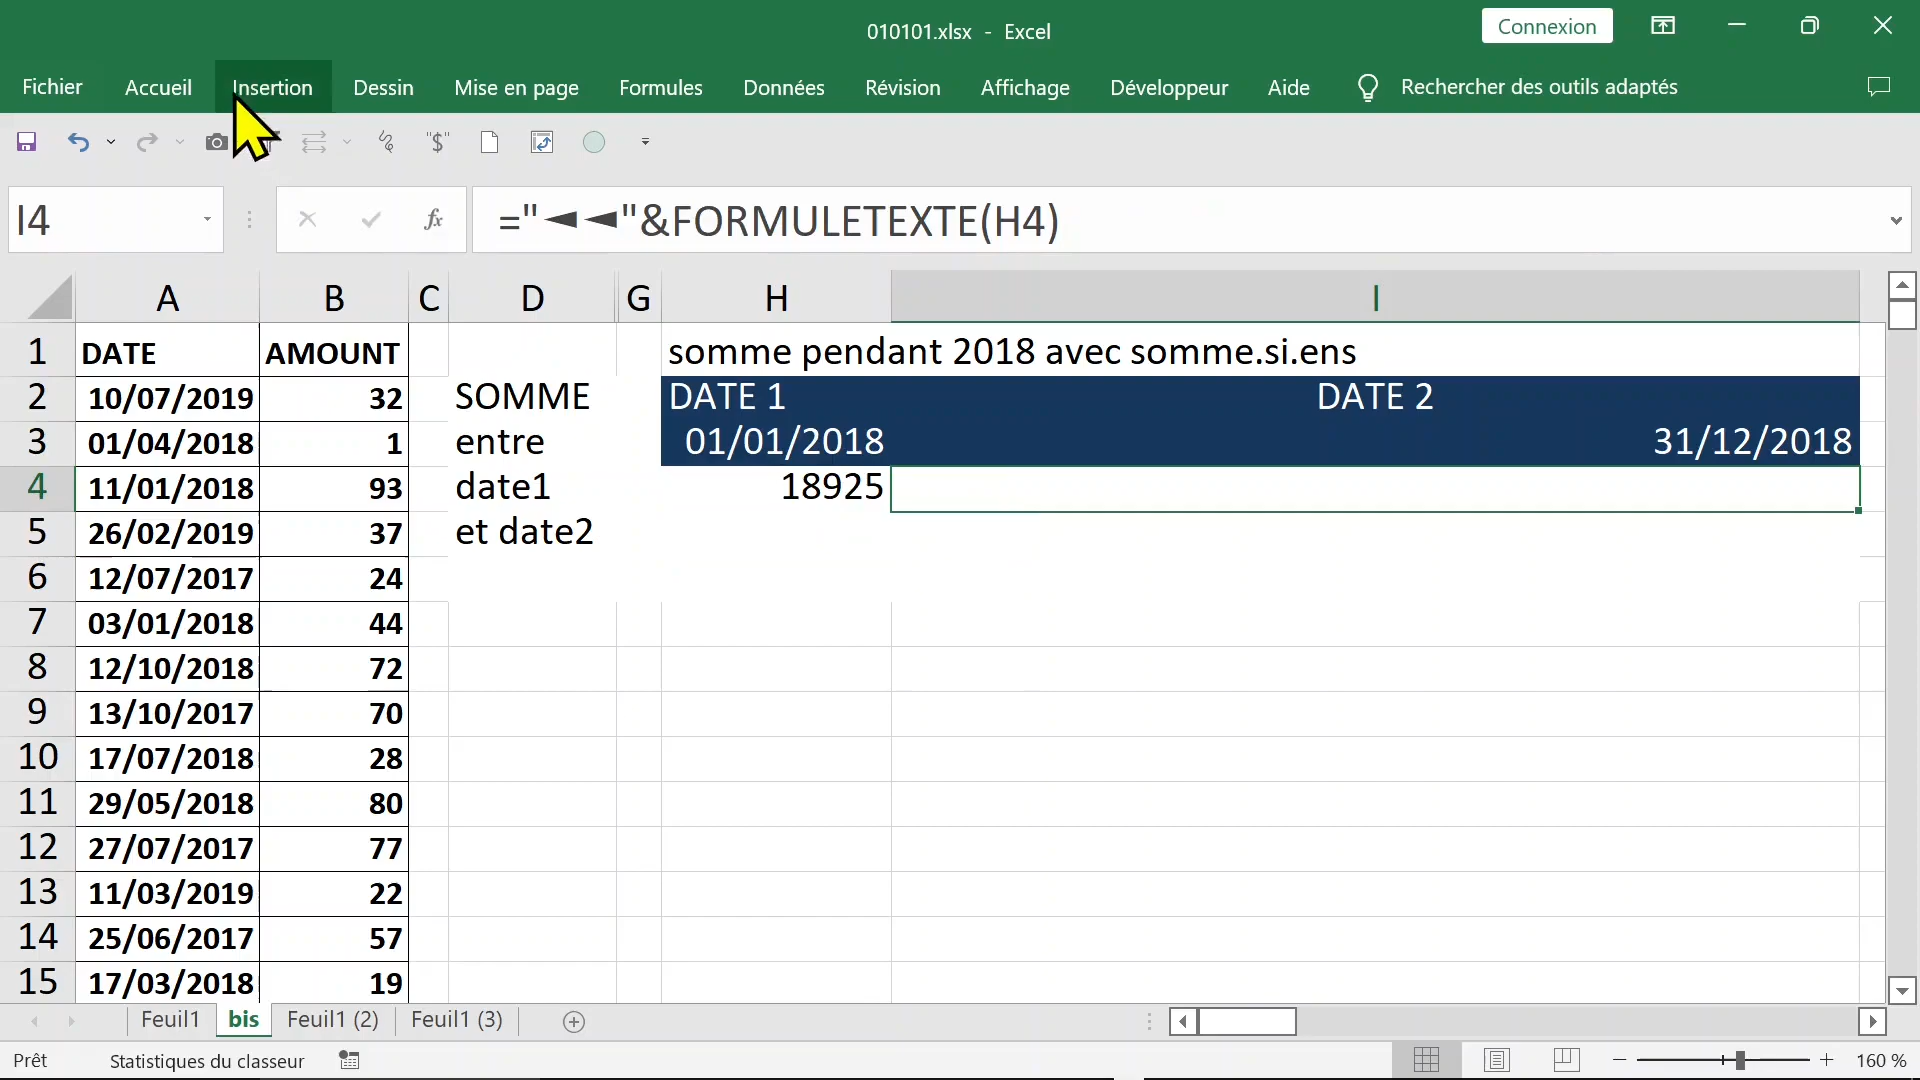 010101.xlsx - Excel
Connexion
Fichier Accueil Insertion Dessin Mise en page Formules Données Révision Affichage Développeur Aide Rechercher des outils adaptés
"$"
I4 fx ="◄◄"&FORMULETEXTE(H4)
A B C D G H I
1 DATE AMOUNT somme pendant 2018 avec somme.si.ens
2 10/07/2019 32 SOMME DATE 1 DATE 2
3 01/04/2018 1 entre 01/01/2018 31/12/2018
4 11/01/2018 93 date1 18925
5 26/02/2019 37 et date2
6 12/07/2017 24
7 03/01/2018 44
8 12/10/2018 72
9 13/10/2017 70
10 17/07/2018 28
11 29/05/2018 80
12 27/07/2017 77
13 11/03/2019 22
14 25/06/2017 57
15 17/03/2018 19
Feuil1 bis Feuil1 (2) Feuil1 (3)
Prêt Statistiques du classeur 160 %